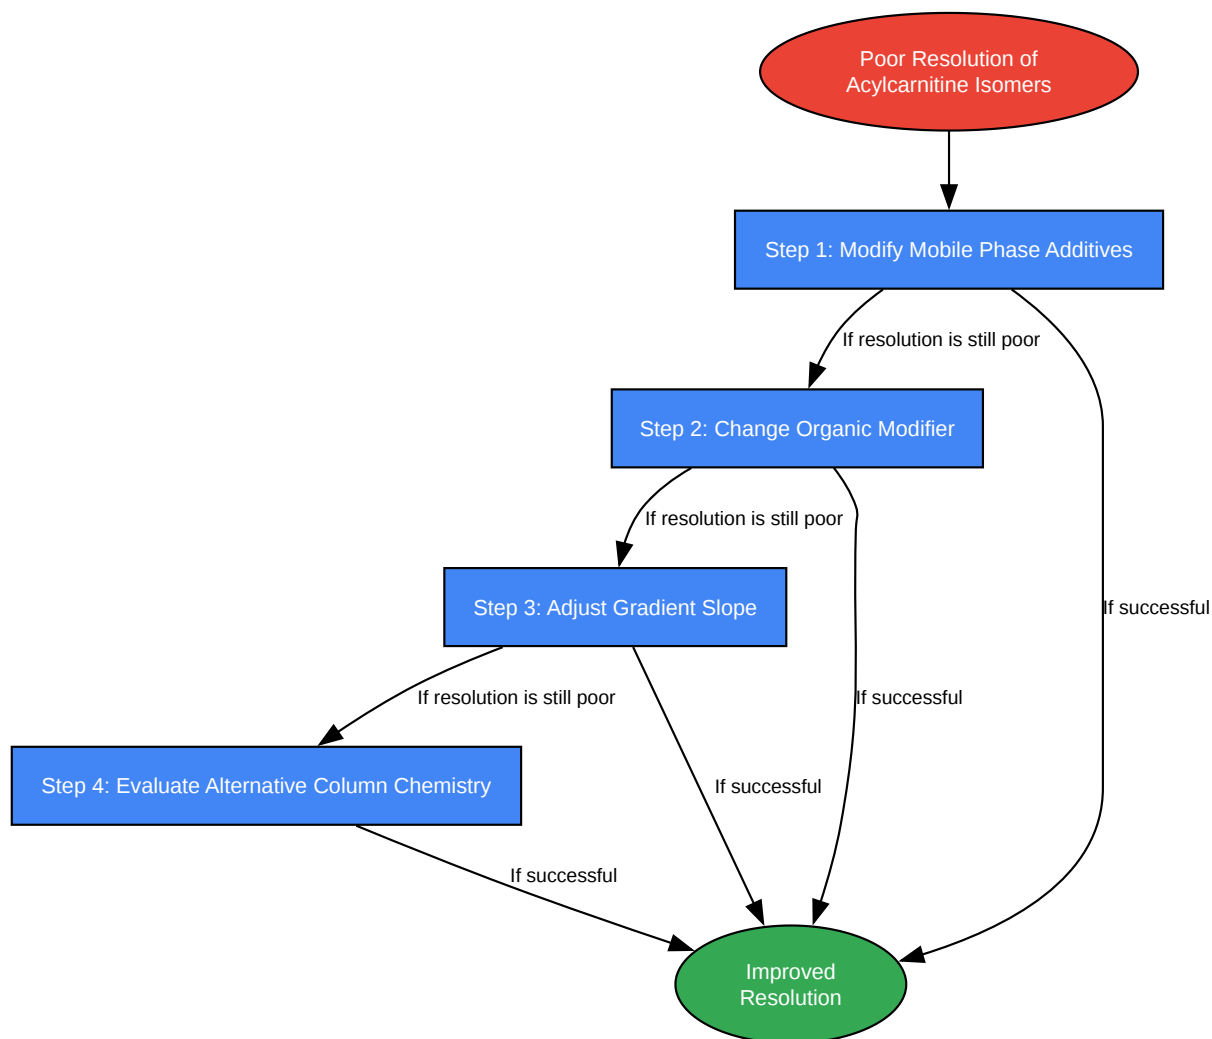 Poor Resolution of
Acylcarnitine Isomers
Step 1: Modify Mobile Phase Additives
If resolution is still poor
Step 2: Change Organic Modifier
If resolution is still poor
Step 3: Adjust Gradient Slope
If successful
If resolution is still poor
If successful
Step 4: Evaluate Alternative Column Chemistry
If successful
If successful
Improved
Resolution